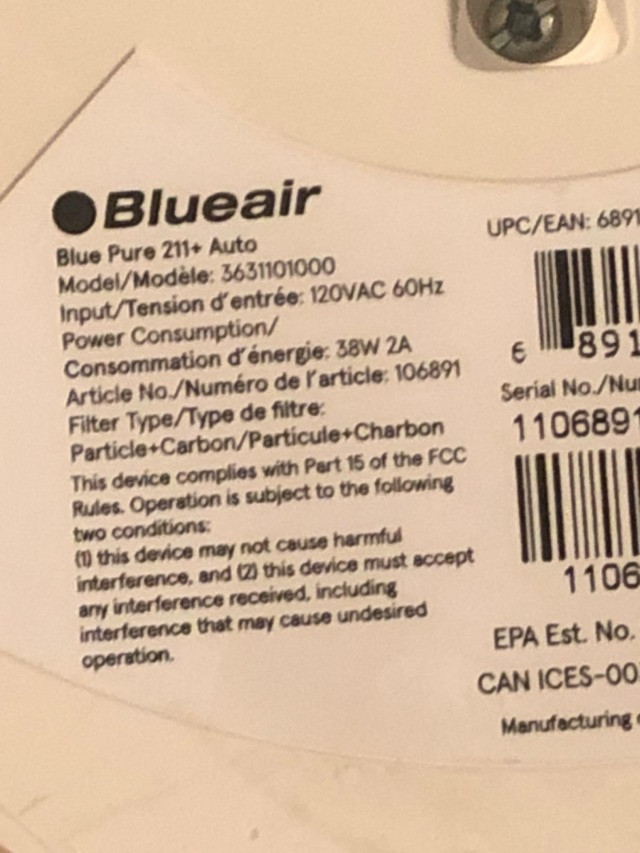 Blueair
Blue Pure 211+ Auto
Model/Modèle: 3631101000
Input/Tension d'entrée: 120VAC 60Hz
Power Consumption/
Consommation d'énergie: 38W 2A
Article No./Numéro de l'article: 106891
Filter Type/Type de filtre:
Particle+Carbon/Particule+Charbon
This device complies with Part 15 of the FCC
Rules. Operation is subject to the following
two conditions:
(1) this device may not cause harmful
interference, and (2) this device must accept
any interference received, including
interference that may cause undesired
operation.
UPC/EAN: 6891
6 891
Serial No./Nu
1106891
1106
EPA Est. No.
CAN ICES-00
Manufacturing